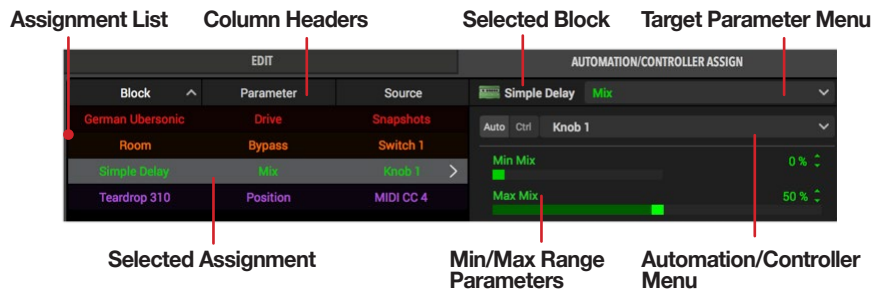 Assignment List
Column Headers
Selected Block
Target Parameter Menu
EDIT
AUTOMATION/CONTROLLER ASSIGN
Block
Parameter
Source
Simple Delay
Mix
German Ubersonic
Drive
Snapshots
Auto
Ctrl
Knob 1
Room
Bypass
Switch 1
Simple Delay
Mix
Knob 1
Min Mix
0 %
Teardrop 310
Position
MIDI CC 4
Max Mix
50 %
Selected Assignment
Min/Max Range
Parameters
Automation/Controller
Menu